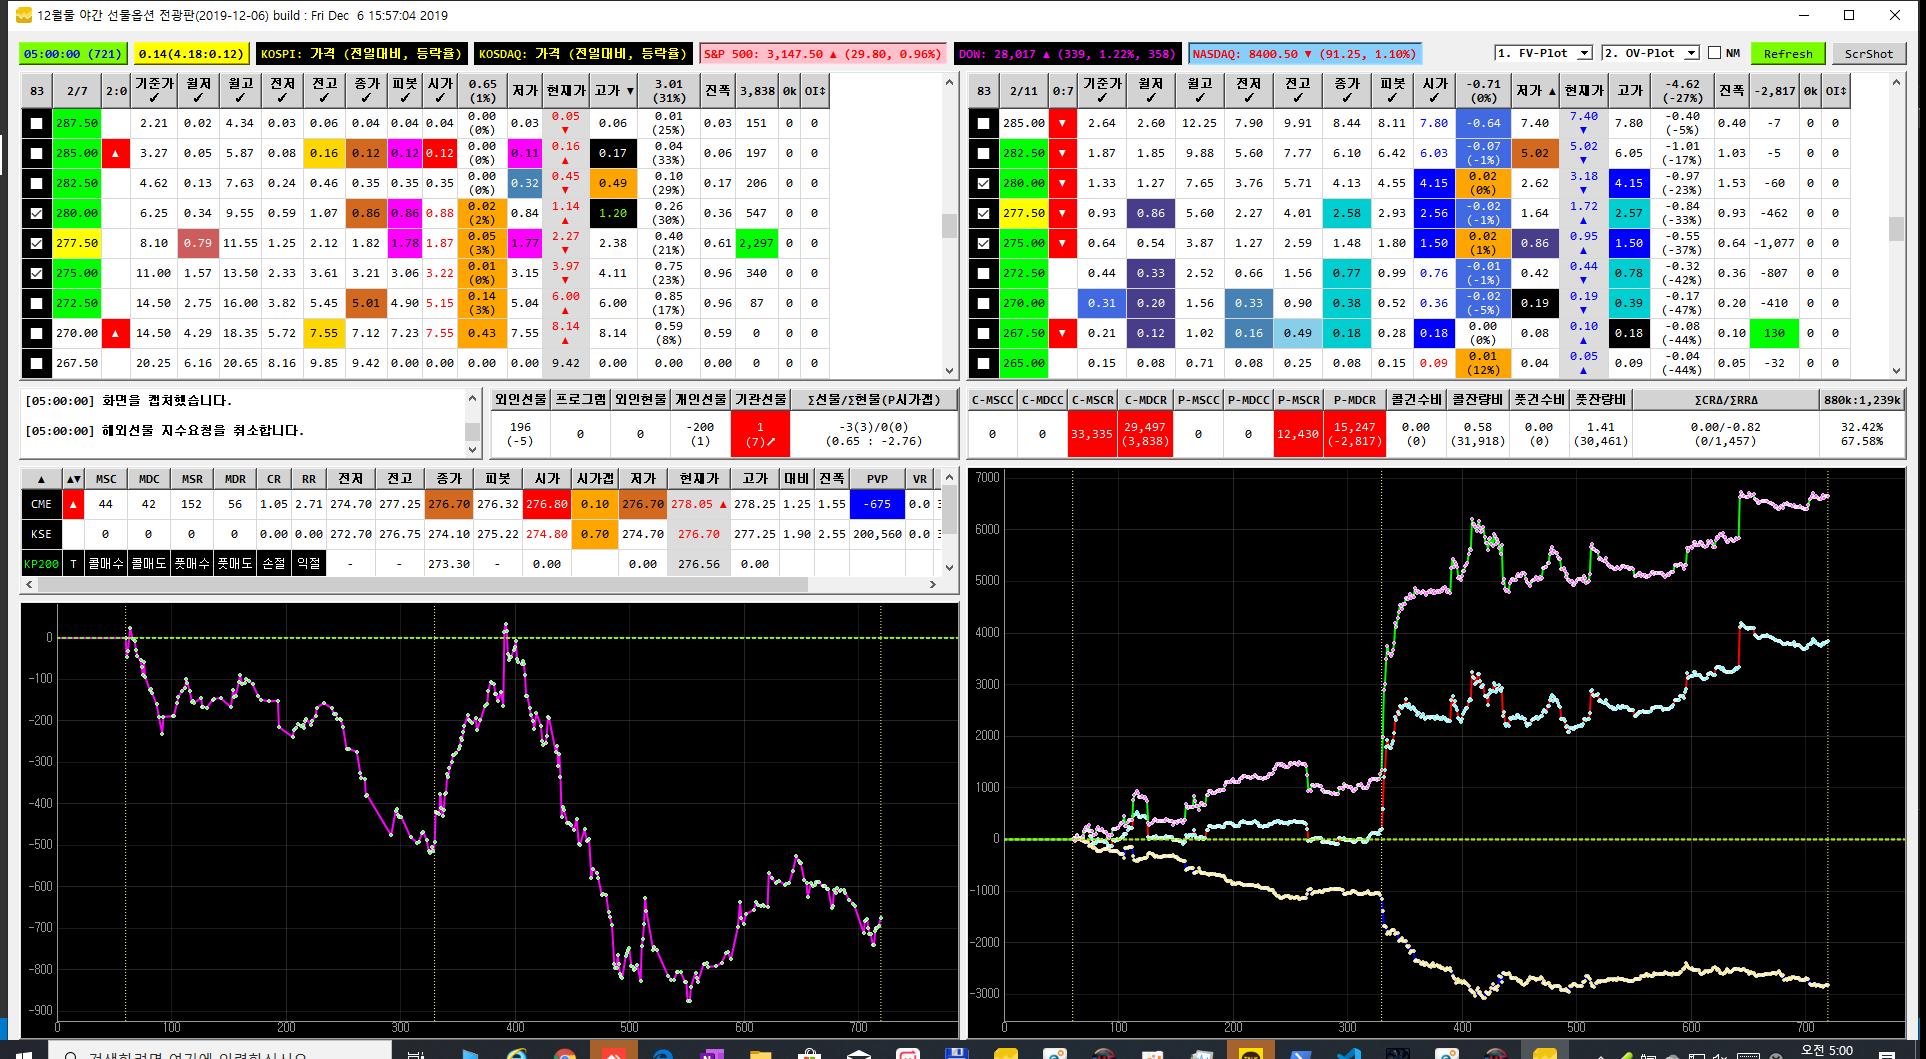 12월물 야간 선물옵션 전광판(2019-12-06) build : Fri Dec  6 15:57:04 2019
05:00:00 (721) 0.14(4.18:0.12) KOSPI: 가격 (전일대비, 등락율) KOSDAQ: 가격 (전일대비, 등락율) S&P 500: 3,147.50 ▲ (29.80, 0.96%) DOW: 28,017 ▲ (339, 1.22%, 358) NASDAQ: 8400.50 ▼ (91.25, 1.10%) 1. FV-Plot 2. OV-Plot NM Refresh ScrShot
83 2/7 2:0 기준가✓ 월저✓ 월고✓ 전저✓ 전고✓ 종가✓ 피봇✓ 시가✓ 0.65 (1%) 저가 현재가 고가 ▼ 3.01 (31%) 진폭 3,838 0k OI↕
287.50 2.21 0.02 4.34 0.03 0.06 0.04 0.04 0.04 0.00 (0%) 0.03 0.05 ▼ 0.06 0.01 (25%) 0.03 151 0 0
285.00 ▲ 3.27 0.05 5.87 0.08 0.16 0.12 0.12 0.12 0.00 (0%) 0.11 0.16 ▲ 0.17 0.04 (33%) 0.06 197 0 0
282.50 4.62 0.13 7.63 0.24 0.46 0.35 0.35 0.35 0.00 (0%) 0.32 0.45 ▼ 0.49 0.10 (29%) 0.17 206 0 0
280.00 6.25 0.34 9.55 0.59 1.07 0.86 0.86 0.88 0.02 (2%) 0.84 1.14 ▲ 1.20 0.26 (30%) 0.36 547 0 0
277.50 8.10 0.79 11.55 1.25 2.12 1.82 1.78 1.87 0.05 (3%) 1.77 2.27 ▼ 2.38 0.40 (21%) 0.61 2,297 0 0
275.00 11.00 1.57 13.50 2.33 3.61 3.21 3.06 3.22 0.01 (0%) 3.15 3.97 ▼ 4.11 0.75 (23%) 0.96 340 0 0
272.50 14.50 2.75 16.00 3.82 5.45 5.01 4.90 5.15 0.14 (3%) 5.04 6.00 ▲ 6.00 0.85 (17%) 0.96 87 0 0
270.00 ▲ 14.50 4.29 18.35 5.72 7.55 7.12 7.23 7.55 0.43 7.55 8.14 ▲ 8.14 0.59 (8%) 0.59 0 0 0
267.50 20.25 6.16 20.65 8.16 9.85 9.42 0.00 0.00 0.00 0.00 9.42 0.00 0.00 0.00 0 0 0
83 2/11 0:7 기준가✓ 월저✓ 월고✓ 전저✓ 전고✓ 종가✓ 피봇✓ 시가✓ -0.71 (0%) 저가 ▲ 현재가 고가 -4.62 (-27%) 진폭 -2,817 0k OI↕
285.00 ▼ 2.64 2.60 12.25 7.90 9.91 8.44 8.11 7.80 -0.64 7.40 7.40 ▼ 7.80 -0.40 (-5%) 0.40 -7 0 0
282.50 ▼ 1.87 1.85 9.88 5.60 7.77 6.10 6.42 6.03 -0.07 (-1%) 5.02 5.02 ▼ 6.05 -1.01 (-17%) 1.03 -5 0 0
280.00 ▼ 1.33 1.27 7.65 3.76 5.71 4.13 4.55 4.15 0.02 (0%) 2.62 3.18 ▼ 4.15 -0.97 (-23%) 1.53 -60 0 0
277.50 ▼ 0.93 0.86 5.60 2.27 4.01 2.58 2.93 2.56 -0.02 (-1%) 1.64 1.72 ▲ 2.57 -0.84 (-33%) 0.93 -462 0 0
275.00 ▼ 0.64 0.54 3.87 1.27 2.59 1.48 1.80 1.50 0.02 (1%) 0.86 0.95 ▲ 1.50 -0.55 (-37%) 0.64 -1,077 0 0
272.50 0.44 0.33 2.52 0.66 1.56 0.77 0.99 0.76 -0.01 (-1%) 0.42 0.44 ▼ 0.78 -0.32 (-42%) 0.36 -807 0 0
270.00 0.31 0.20 1.56 0.33 0.90 0.38 0.52 0.36 -0.02 (-5%) 0.19 0.19 ▼ 0.39 -0.17 (-47%) 0.20 -410 0 0
267.50 ▼ 0.21 0.12 1.02 0.16 0.49 0.18 0.28 0.18 0.00 (0%) 0.08 0.10 ▲ 0.18 -0.08 (-44%) 0.10 130 0 0
265.00 0.15 0.08 0.71 0.08 0.25 0.08 0.15 0.09 0.01 (12%) 0.04 0.05 ▲ 0.09 -0.04 (-44%) 0.05 -32 0 0
[05:00:00] 화면을 캡처했습니다.
[05:00:00] 해외선물 지수요청을 취소합니다.
외인선물 프로그램 외인현물 개인선물 기관선물 Σ선물/Σ현물(P시가갭)
196 (-5) 0 0 -200 (1) 1 (7)↗ -3(3)/0(0) (0.65 : -2.76)
C-MSCC C-MDCC C-MSCR C-MDCR P-MSCC P-MDCC P-MSCR P-MDCR 콜건수비 콜잔량비 풋건수비 풋잔량비 ΣCRΔ/ΣRRΔ 880k:1,239k
0 0 33,335 29,497 (3,838) 0 0 12,430 15,247 (-2,817) 0.00 (0) 0.58 (31,918) 0.00 (0) 1.41 (30,461) 0.00/-0.82 (0/1,457) 32.42% 67.58%
▲ ▲▼ MSC MDC MSR MDR CR RR 전저 전고 종가 피봇 시가 시가갭 저가 현재가 고가 대비 진폭 PVP VR
CME ▲ 44 42 152 56 1.05 2.71 274.70 277.25 276.70 276.32 276.80 0.10 276.70 278.05 ▲ 278.25 1.25 1.55 -675 0.0
KSE 0 0 0 0 0.00 0.00 272.70 276.75 274.10 275.22 274.80 0.70 274.70 276.70 277.25 1.90 2.55 200,560 0.0
KP200 T 콜매수 콜매도 풋매수 풋매도 손절 익절 - - 273.30 - 0.00 0.00 276.56 0.00
0
-100
-200
-300
-400
-500
-600
-700
-800
-900
0 100 200 300 400 500 600 700
7000
6000
5000
4000
3000
2000
1000
0
-1000
-2000
-3000
0 100 200 300 400 500 600 700
오전 5:00